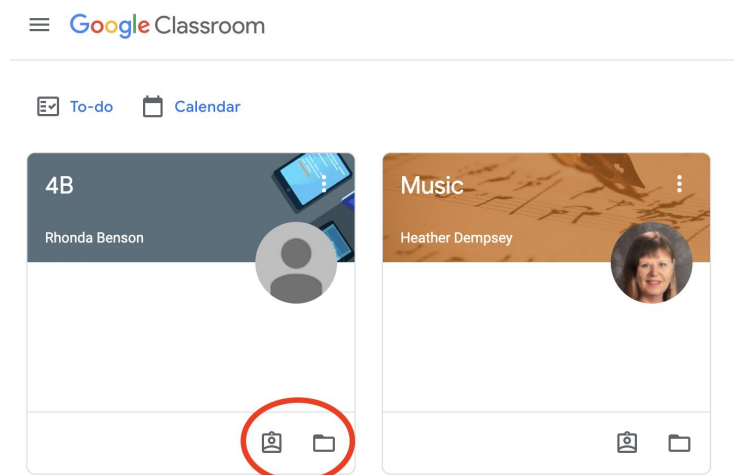 Google Classroom
To-do Calendar
4B
Rhonda Benson
Music
Heather Dempsey